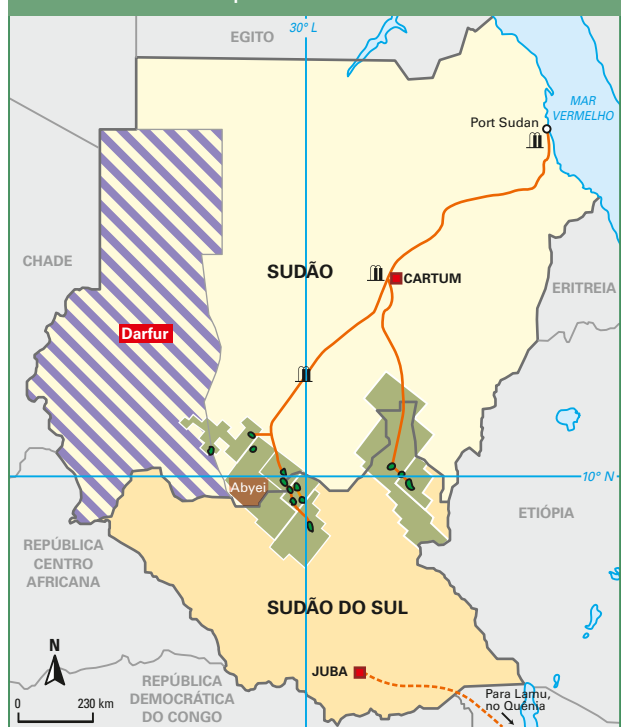 EGITO
30° L
MAR
VERMELHO
Port Sudan
CHADE
SUDÃO
CARTUM
ERITREIA
Darfur
Abyei
10° N
ETIÓPIA
REPÚBLICA
CENTRO
AFRICANA
SUDÃO DO SUL
N
JUBA
REPÚBLICA
DEMOCRÁTICA
DO CONGO
Para Lamu,
no Quênia
0 230 km